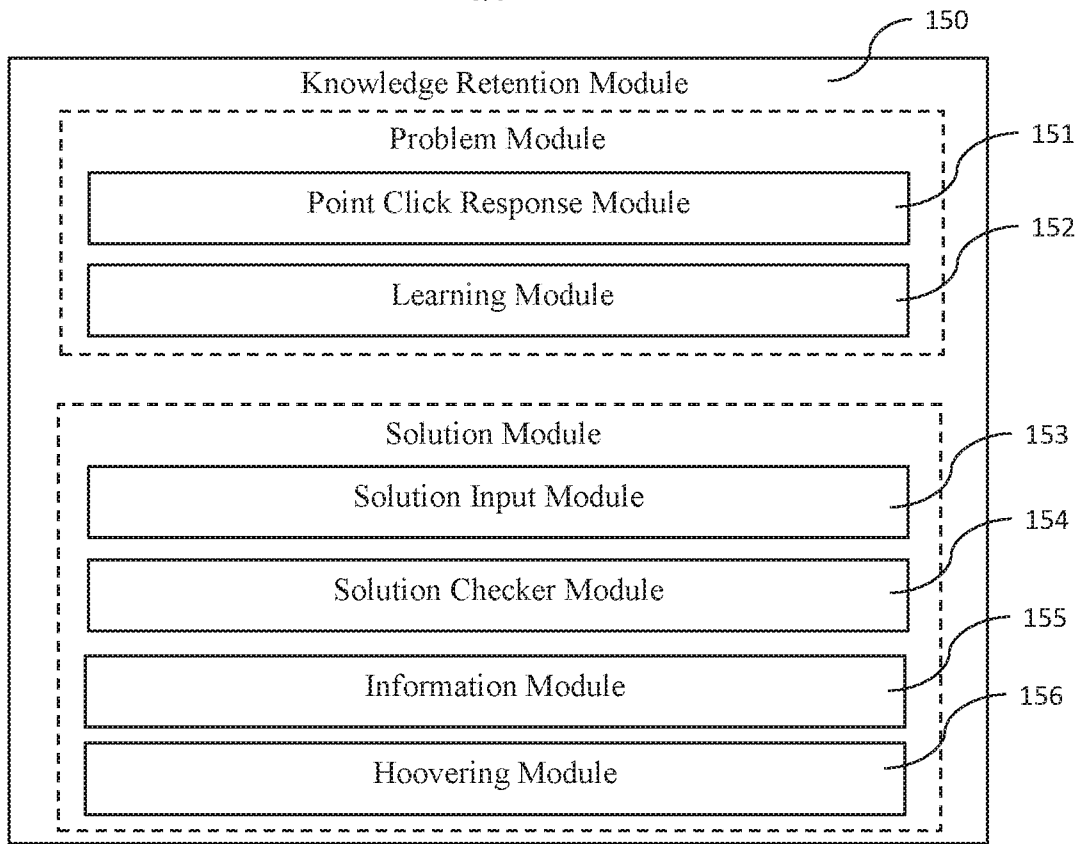 150
Knowledge Retention Module
Problem Module
151
Point Click Response Module
152
Learning Module
Solution Module
153
Solution Input Module
154
Solution Checker Module
155
Information Module
156
Hoovering Module